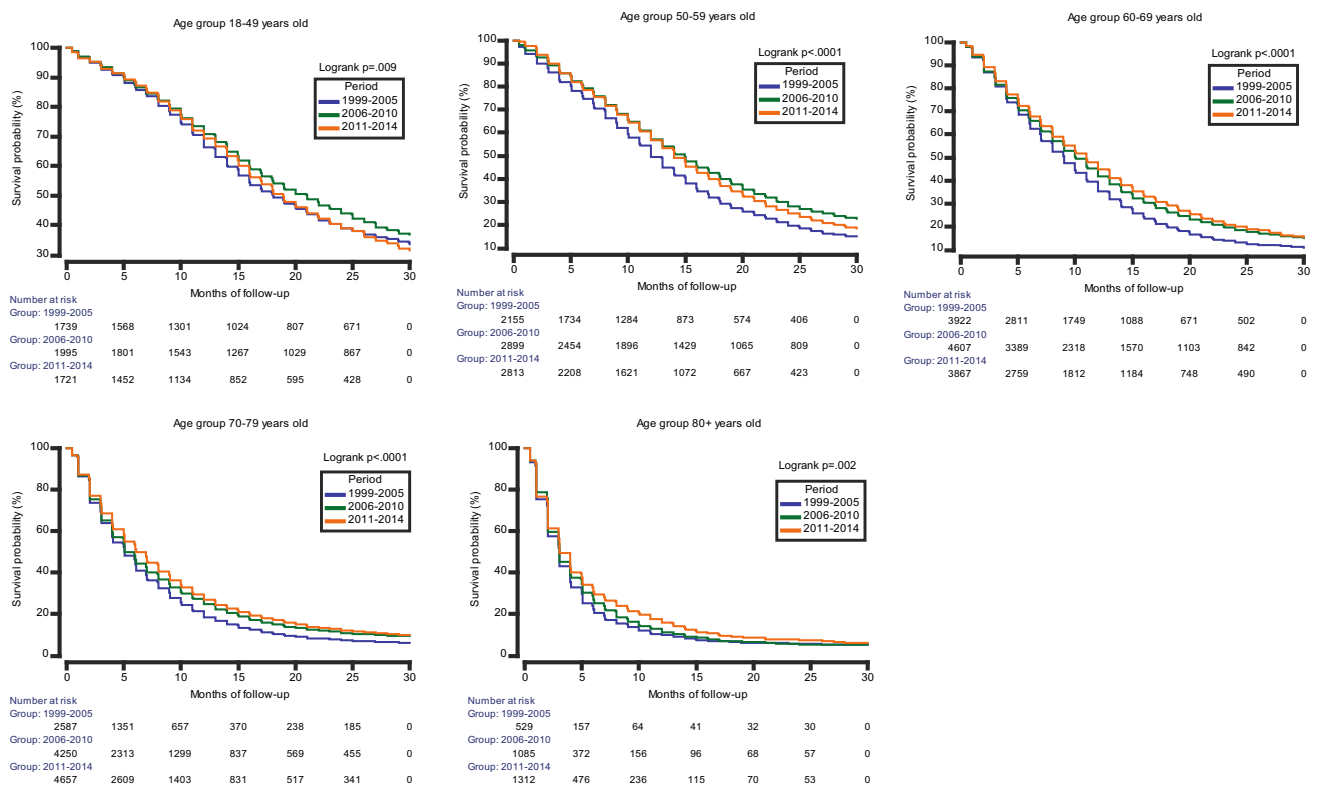 Age group 18-49 years old
Logrank p=.009
Period
1999-2005
2006-2010
2011-2014
Survival probability (%)
100
90
80
70
60
50
40
30
0 5 10 15 20 25 30
Months of follow-up
Number at risk
Group: 1999-2005
1739 1568 1301 1024 807 671 0
Group: 2006-2010
1995 1801 1543 1267 1029 867 0
Group: 2011-2014
1721 1452 1134 852 595 428 0
Age group 50-59 years old
Logrank p<.0001
Period
1999-2005
2006-2010
2011-2014
Survival probability (%)
100
90
80
70
60
50
40
30
20
10
0 5 10 15 20 25 30
Months of follow-up
Number at risk
Group: 1999-2005
2155 1734 1284 873 574 406 0
Group: 2006-2010
2899 2454 1896 1429 1065 809 0
Group: 2011-2014
2813 2208 1621 1072 667 423 0
Age group 60-69 years old
Logrank p<.0001
Period
1999-2005
2006-2010
2011-2014
Survival probability (%)
100
90
80
70
60
50
40
30
20
10
0 5 10 15 20 25 30
Months of follow-up
Number at risk
Group: 1999-2005
3922 2811 1749 1088 671 502 0
Group: 2006-2010
4607 3389 2318 1570 1103 842 0
Group: 2011-2014
3867 2759 1812 1184 748 490 0
Age group 70-79 years old
Logrank p<.0001
Period
1999-2005
2006-2010
2011-2014
Survival probability (%)
100
80
60
40
20
0
0 5 10 15 20 25 30
Months of follow-up
Number at risk
Group: 1999-2005
2587 1351 657 370 238 185 0
Group: 2006-2010
4250 2313 1299 837 569 455 0
Group: 2011-2014
4657 2609 1403 831 517 341 0
Age group 80+ years old
Logrank p=.002
Period
1999-2005
2006-2010
2011-2014
Survival probability (%)
100
80
60
40
20
0
0 5 10 15 20 25 30
Months of follow-up
Number at risk
Group: 1999-2005
529 157 64 41 32 30 0
Group: 2006-2010
1085 372 156 96 68 57 0
Group: 2011-2014
1312 476 236 115 70 53 0